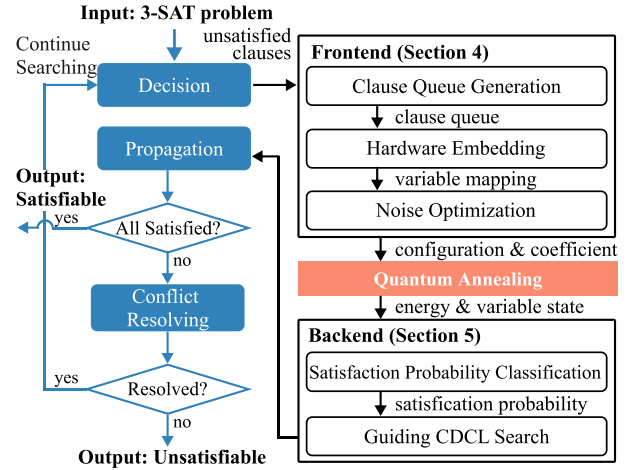 Input: 3-SAT problem
Continue
Searching
unsatisfied
clauses
Decision
Propagation
Output:
Satisfiable
yes
All Satisfied?
no
Conflict
Resolving
yes
Resolved?
no
Output: Unsatisfiable
Frontend (Section 4)
Clause Queue Generation
clause queue
Hardware Embedding
variable mapping
Noise Optimization
configuration & coefficient
Quantum Annealing
energy & variable state
Backend (Section 5)
Satisfaction Probability Classification
satisfication probability
Guiding CDCL Search